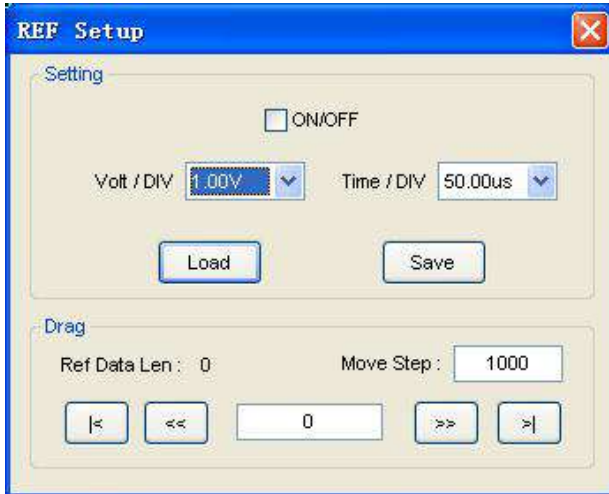 REF Setup
Setting
ON/OFF
Volt / DIV 1.00V Time / DIV 50.00us
Load Save
Drag
Ref Data Len : 0 Move Step : 1000
|< << 0 >> >|